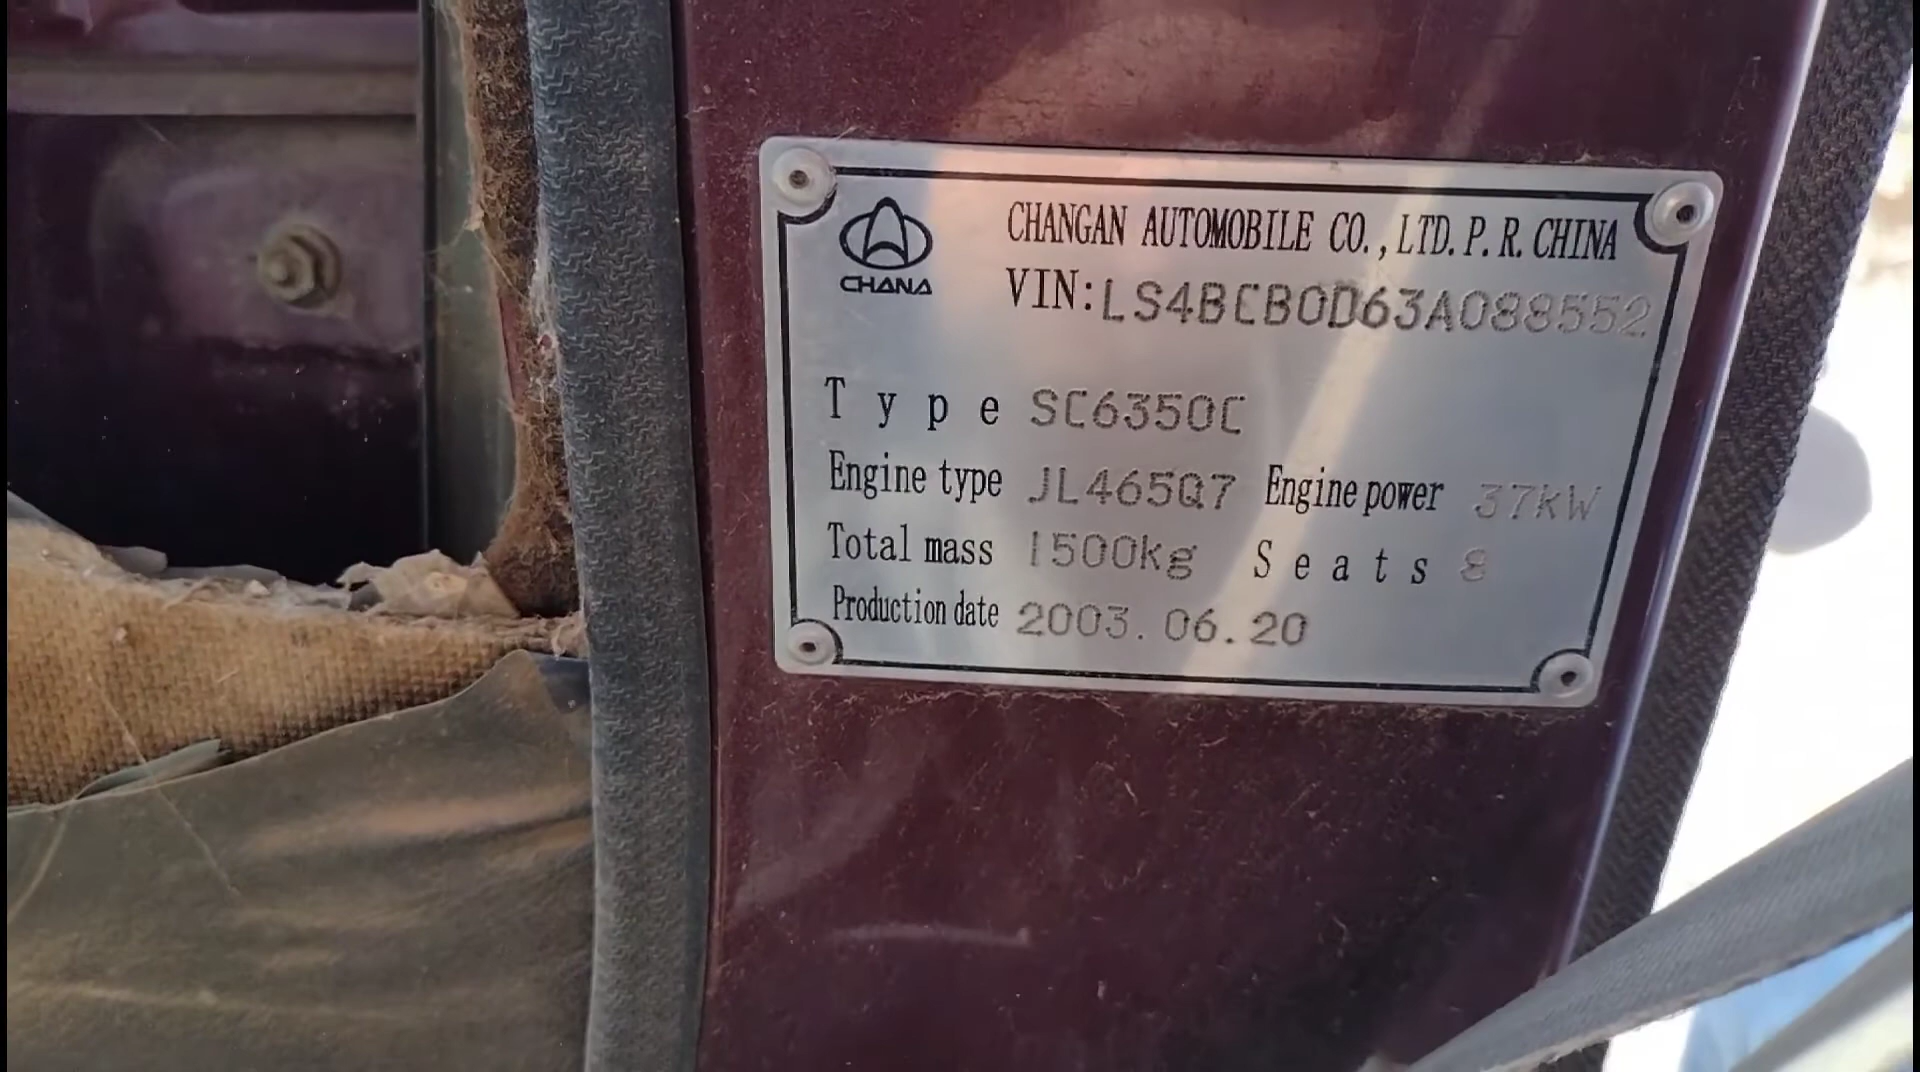 CHANA
CHANGAN AUTOMOBILE CO., LTD. P. R. CHINA
VIN: LS4BCB0D63A088552
Type SC6350C
Engine type JL465Q7 Engine power 37kW
Total mass 1500kg Seats 8
Production date 2003.06.20